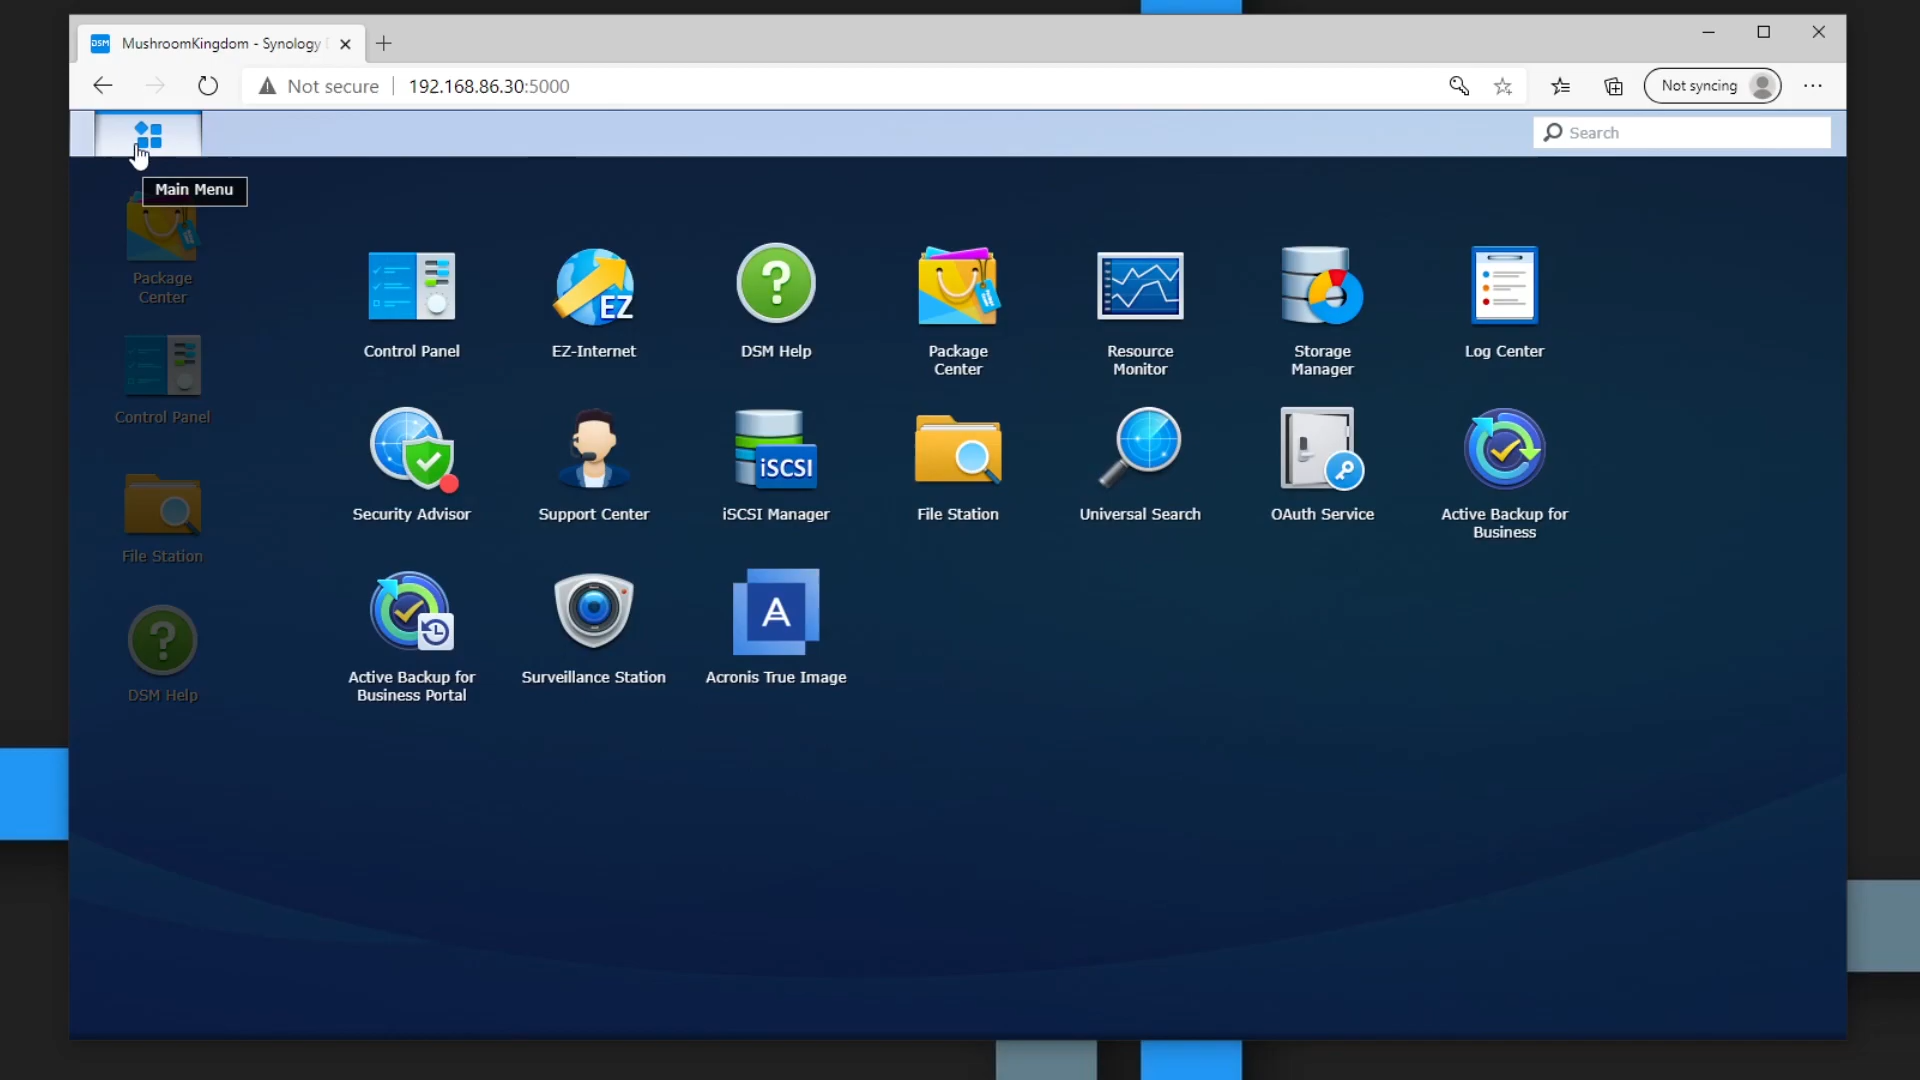 DSM MushroomKingdom - Synology
Not secure 192.168.86.30:5000
Not syncing
Search
Main Menu
Package
Center
Control Panel
File Station
DSM Help
Control Panel
EZ
EZ-Internet
DSM Help
Package
Center
Resource
Monitor
Storage
Manager
Log Center
Security Advisor
Support Center
iSCSI
iSCSI Manager
File Station
Universal Search
OAuth Service
Active Backup for
Business
Active Backup for
Business Portal
Surveillance Station
A
Acronis True Image